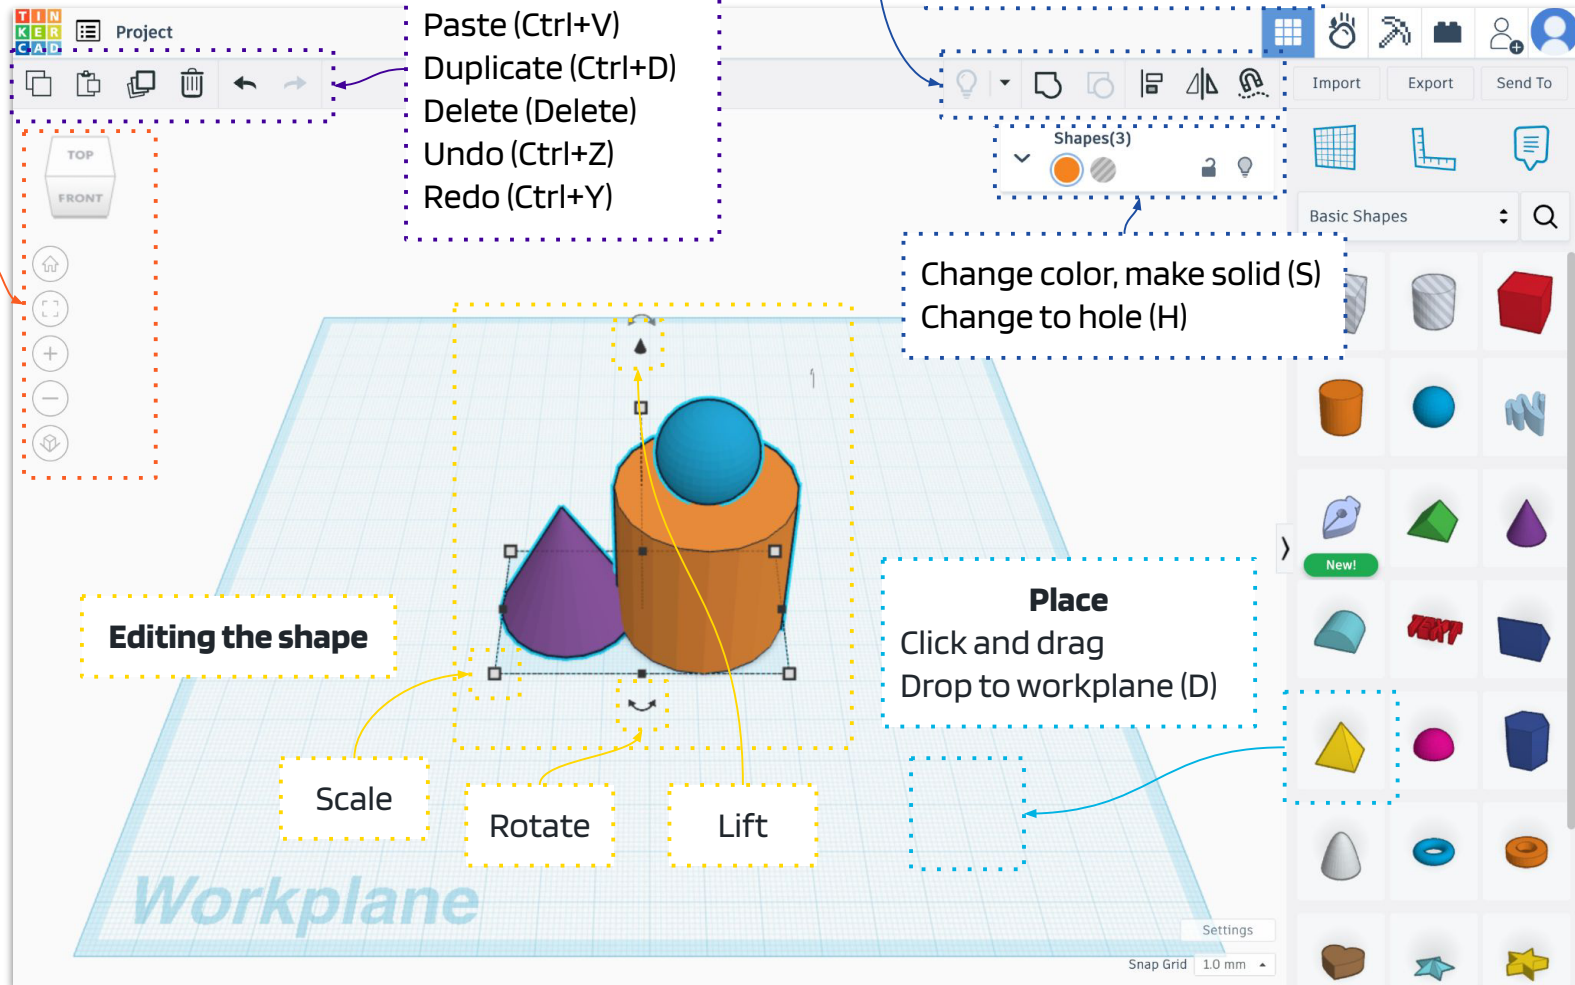 TIN
KER
CAD
Project
Paste (Ctrl+V)
Duplicate (Ctrl+D)
Delete (Delete)
Undo (Ctrl+Z)
Redo (Ctrl+Y)
Import
Export
Send To
TOP
FRONT
Shapes(3)
Basic Shapes
Change color, make solid (S)
Change to hole (H)
New!
TEXT
Place
Click and drag
Drop to workplane (D)
Editing the shape
Scale
Rotate
Lift
Workplane
Settings
Snap Grid 1.0 mm